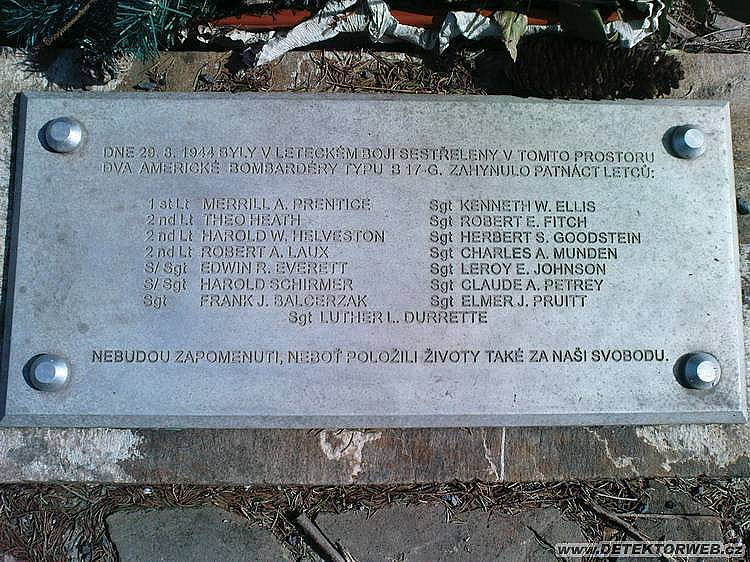 DNE 29. 8. 1944 BYLY V LETECKÉM BOJI SESTŘELENY V TOMTO PROSTORU
DVA AMERICKÉ BOMBARDÉRY TYPU B 17-G. ZAHYNULO PATNÁCT LETCŮ:
1 st Lt MERRILL A. PRENTICE Sgt KENNETH W. ELLIS
2 nd Lt THEO HEATH Sgt ROBERT E. FITCH
2 nd Lt HAROLD W. HELVESTON Sgt HERBERT S. GOODSTEIN
2 nd Lt ROBERT A. LAUX Sgt CHARLES A. MUNDEN
S/ Sgt EDWIN R. EVERETT Sgt LEROY E. JOHNSON
S/ Sgt HAROLD SCHIRMER Sgt CLAUDE A. PETREY
Sgt FRANK J. BALCERZAK Sgt ELMER J. PRUITT
Sgt LUTHER L. DURRETTE
NEBUDOU ZAPOMENUTI, NEBOŤ POLOŽILI ŽIVOTY TAKÉ ZA NAŠI SVOBODU.
www.DETEKTORWEB.cz